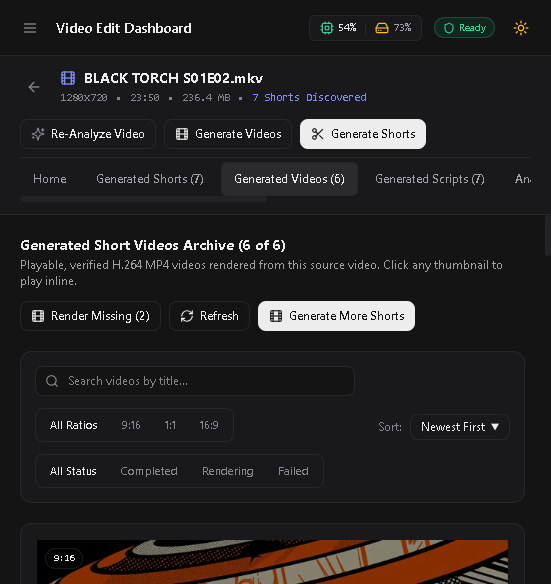 Video Edit Dashboard
54%
73%
Ready
BLACK TORCH S01E02.mkv
1280x720 • 23:50 • 236.4 MB • 7 Shorts Discovered
Re-Analyze Video
Generate Videos
Generate Shorts
Home
Generated Shorts (7)
Generated Videos (6)
Generated Scripts (7)
An
Generated Short Videos Archive (6 of 6)
Playable, verified H.264 MP4 videos rendered from this source video. Click any thumbnail to
play inline.
Render Missing (2)
Refresh
Generate More Shorts
Search videos by title...
All Ratios
9:16
1:1
16:9
Sort:
Newest First ▼
All Status
Completed
Rendering
Failed
9:16